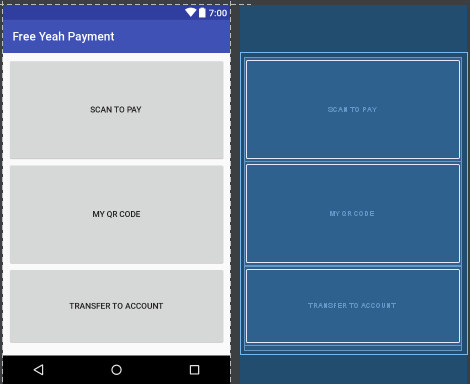 7:00
Free Yeah Payment
SCAN TO PAY
SCAN TO PAY
MY QR CODE
MY QR CODE
TRANSFER TO ACCOUNT
TRANSFER TO ACCOUNT